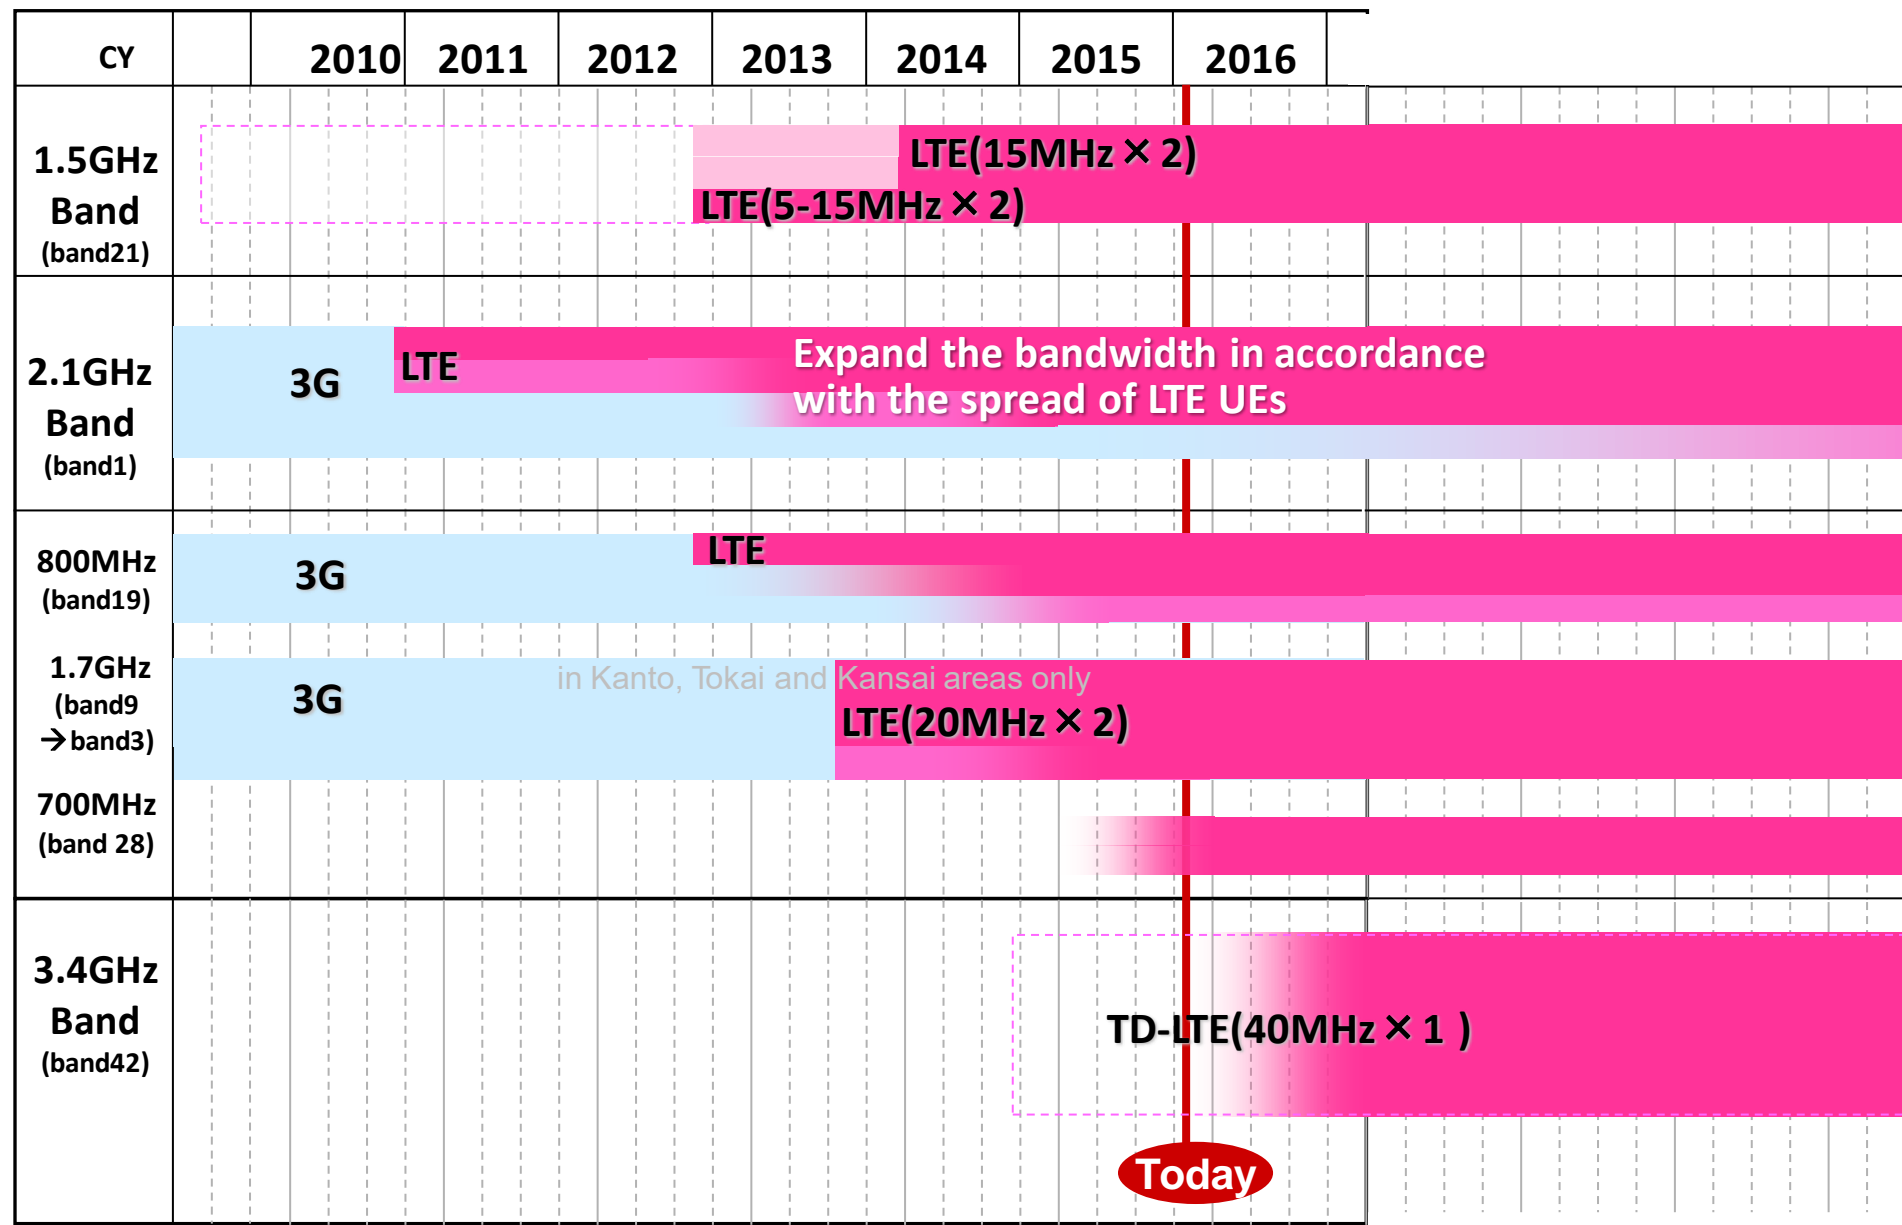 CY 2010 2011 2012 2013 2014 2015 2016
1.5GHz
Band
(band21)
LTE(15MHz × 2)
LTE(5-15MHz × 2)
2.1GHz
Band
(band1)
3G
LTE
Expand the bandwidth in accordance
with the spread of LTE UEs
800MHz
(band19)
3G
LTE
1.7GHz
(band9
→band3)
3G
in Kanto, Tokai and Kansai areas only
LTE(20MHz × 2)
700MHz
(band 28)
3.4GHz
Band
(band42)
TD-LTE(40MHz × 1 )
Today